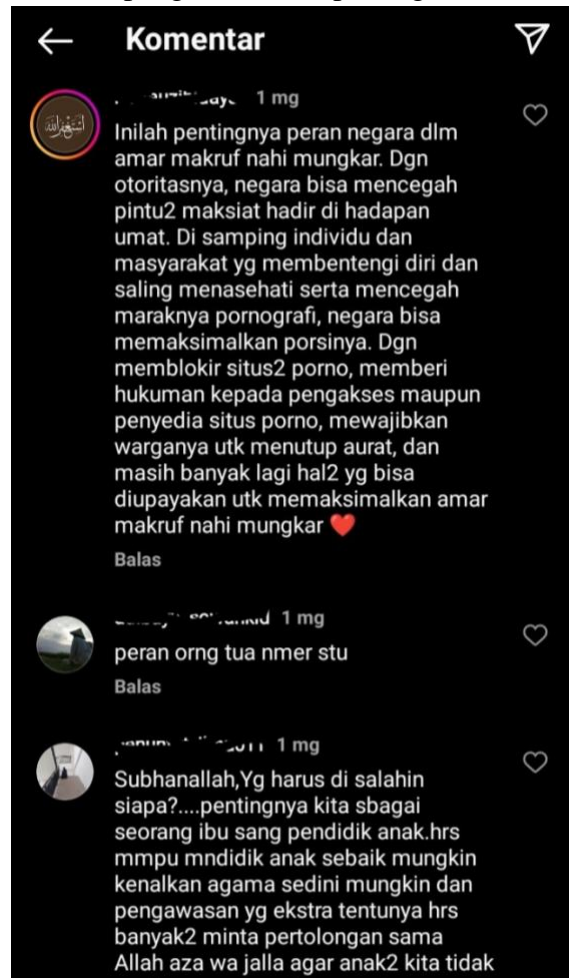 Komentar
1 mg
Inilah pentingnya peran negara dlm
amar makruf nahi mungkar. Dgn
otoritasnya, negara bisa mencegah
pintu2 maksiat hadir di hadapan
umat. Di samping individu dan
masyarakat yg membentengi diri dan
saling menasehati serta mencegah
maraknya pornografi, negara bisa
memaksimalkan porsinya. Dgn
memblokir situs2 porno, memberi
hukuman kepada pengakses maupun
penyedia situs porno, mewajibkan
warganya utk menutup aurat, dan
masih banyak lagi hal2 yg bisa
diupayakan utk memaksimalkan amar
makruf nahi mungkar ❤️
Balas
1 mg
peran orng tua nmer stu
Balas
1 mg
Subhanallah,Yg harus di salahin
siapa?....pentingnya kita sbagai
seorang ibu sang pendidik anak.hrs
mmpu mndidik anak sebaik mungkin
kenalkan agama sedini mungkin dan
pengawasan yg ekstra tentunya hrs
banyak2 minta pertolongan sama
Allah aza wa jalla agar anak2 kita tidak